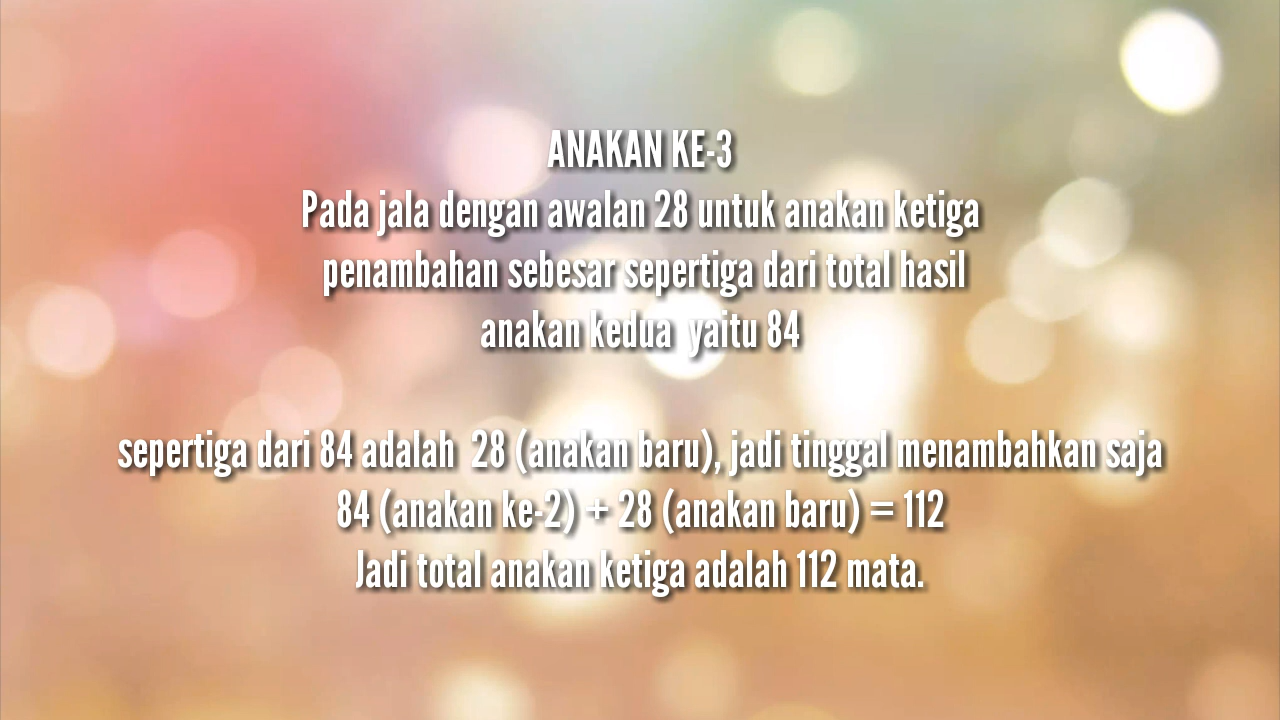 ANAKAN KE-3
Pada jala dengan awalan 28 untuk anakan ketiga
penambahan sebesar sepertiga dari total hasil
anakan kedua  yaitu 84
sepertiga dari 84 adalah  28 (anakan baru), jadi tinggal menambahkan saja
84 (anakan ke-2) + 28 (anakan baru) = 112
Jadi total anakan ketiga adalah 112 mata.